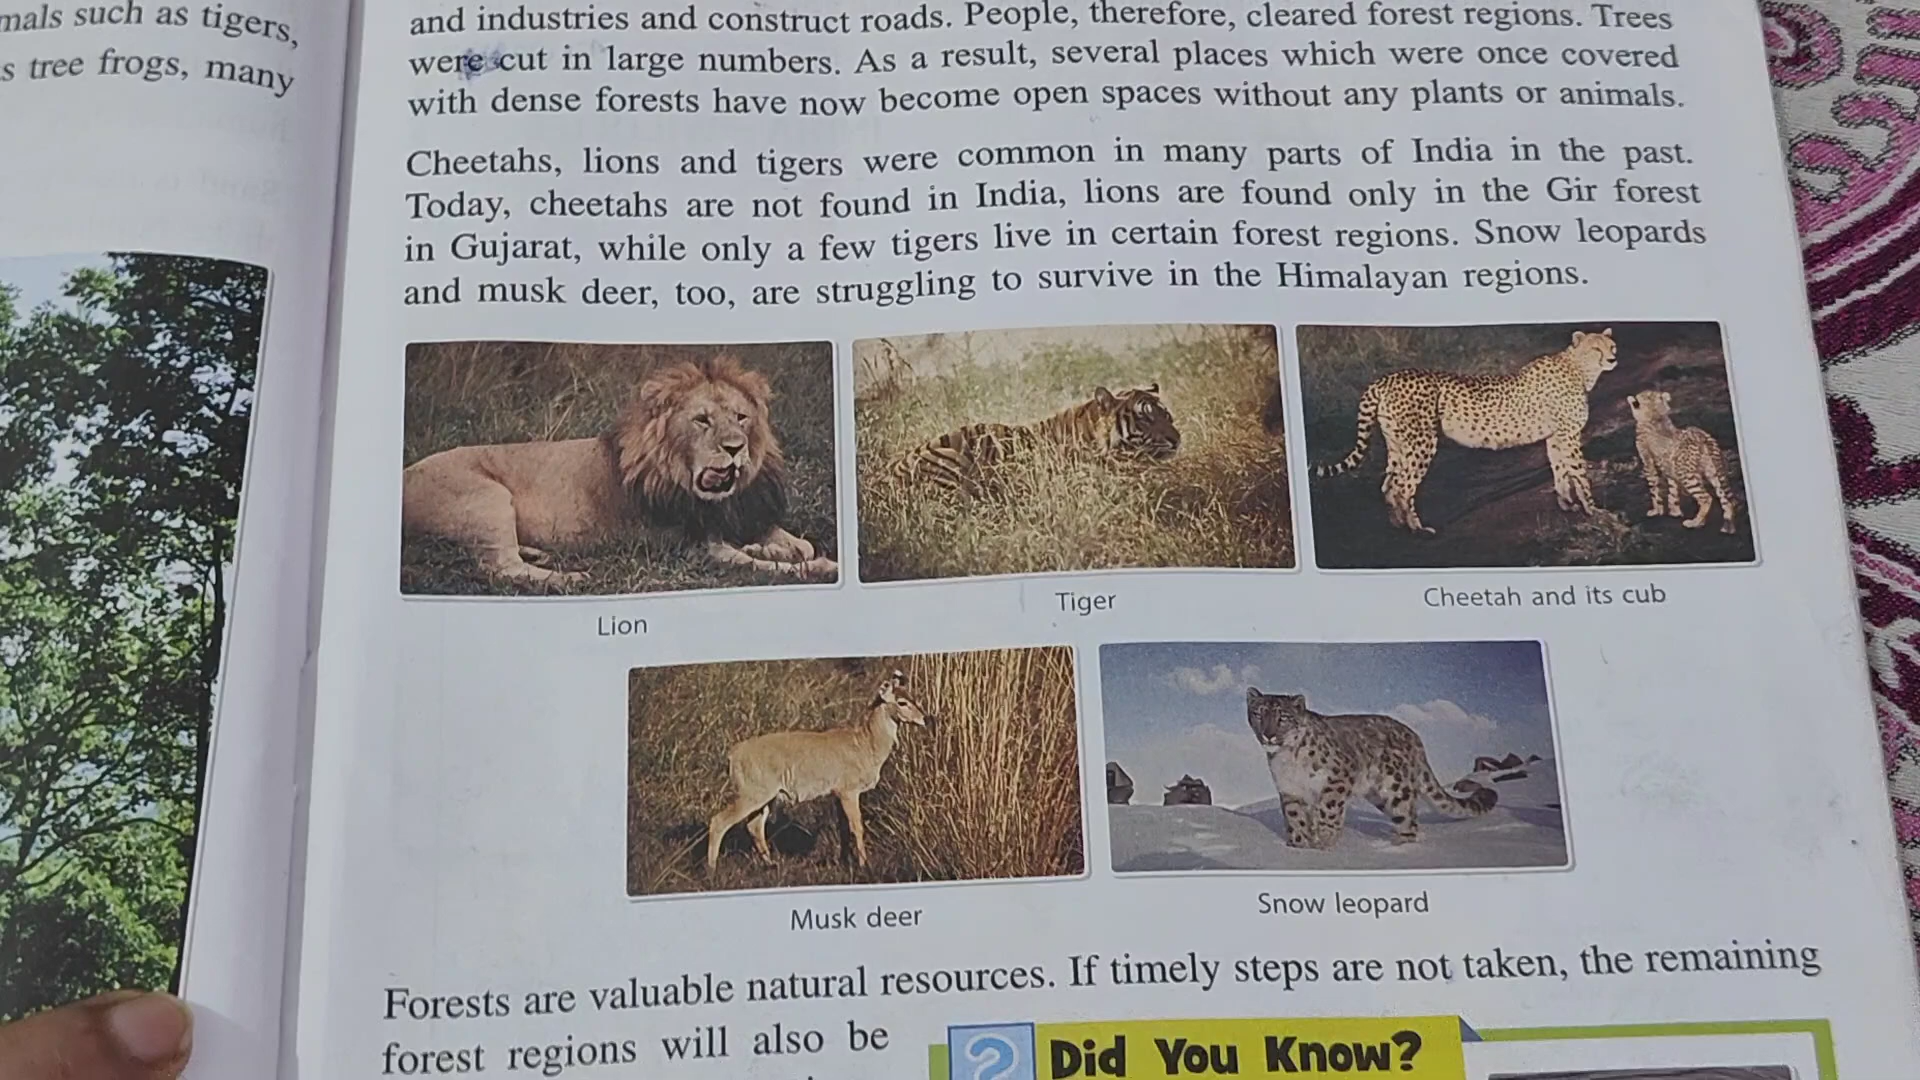 mals such as tigers,
s tree frogs, many
and industries and construct roads. People, therefore, cleared forest regions. Trees
were cut in large numbers. As a result, several places which were once covered
with dense forests have now become open spaces without any plants or animals.
Cheetahs, lions and tigers were common in many parts of India in the past.
Today, cheetahs are not found in India, lions are found only in the Gir forest
in Gujarat, while only a few tigers live in certain forest regions. Snow leopards
and musk deer, too, are struggling to survive in the Himalayan regions.
Lion
Tiger
Cheetah and its cub
Musk deer
Snow leopard
Forests are valuable natural resources. If timely steps are not taken, the remaining
forest regions will also be
? Did You Know?